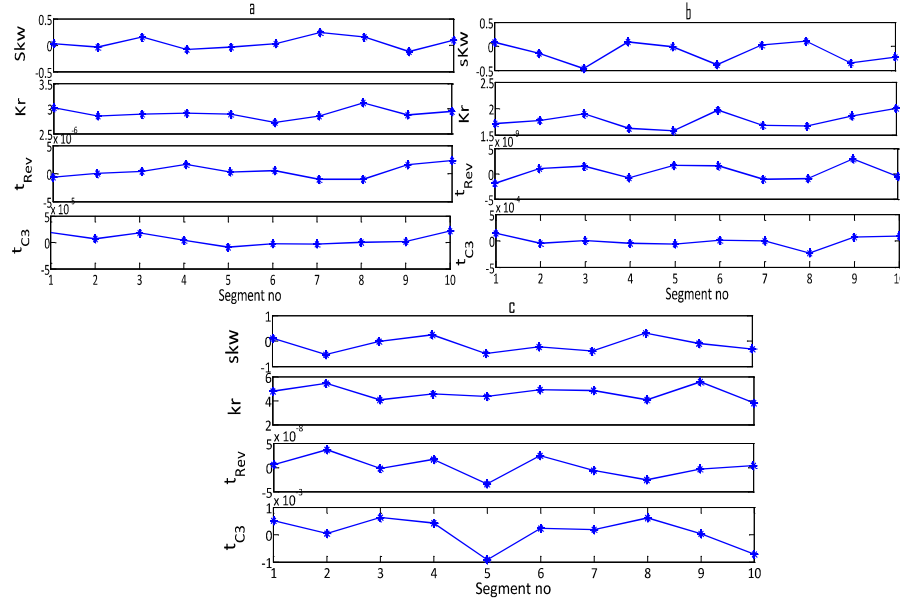 a
Skw
0.5
0
-0.5
Kr
3.5
3
2.5
x 10^-6
t_Rev
5
0
-5
x 10^-5
t_C3
5
0
-5
1 2 3 4 5 6 7 8 9 10
Segment no
b
sKw
0.5
0
-0.5
Kr
2.5
2
1.5
x 10^-9
t_Rev
5
0
-5
x 10^-4
t_C3
5
0
-5
1 2 3 4 5 6 7 8 9 10
Segment no
c
skw
1
0
-1
kr
6
4
2
x 10^-8
t_Rev
5
0
-5
x 10^-3
t_C3
1
0
-1
1 2 3 4 5 6 7 8 9 10
Segment no